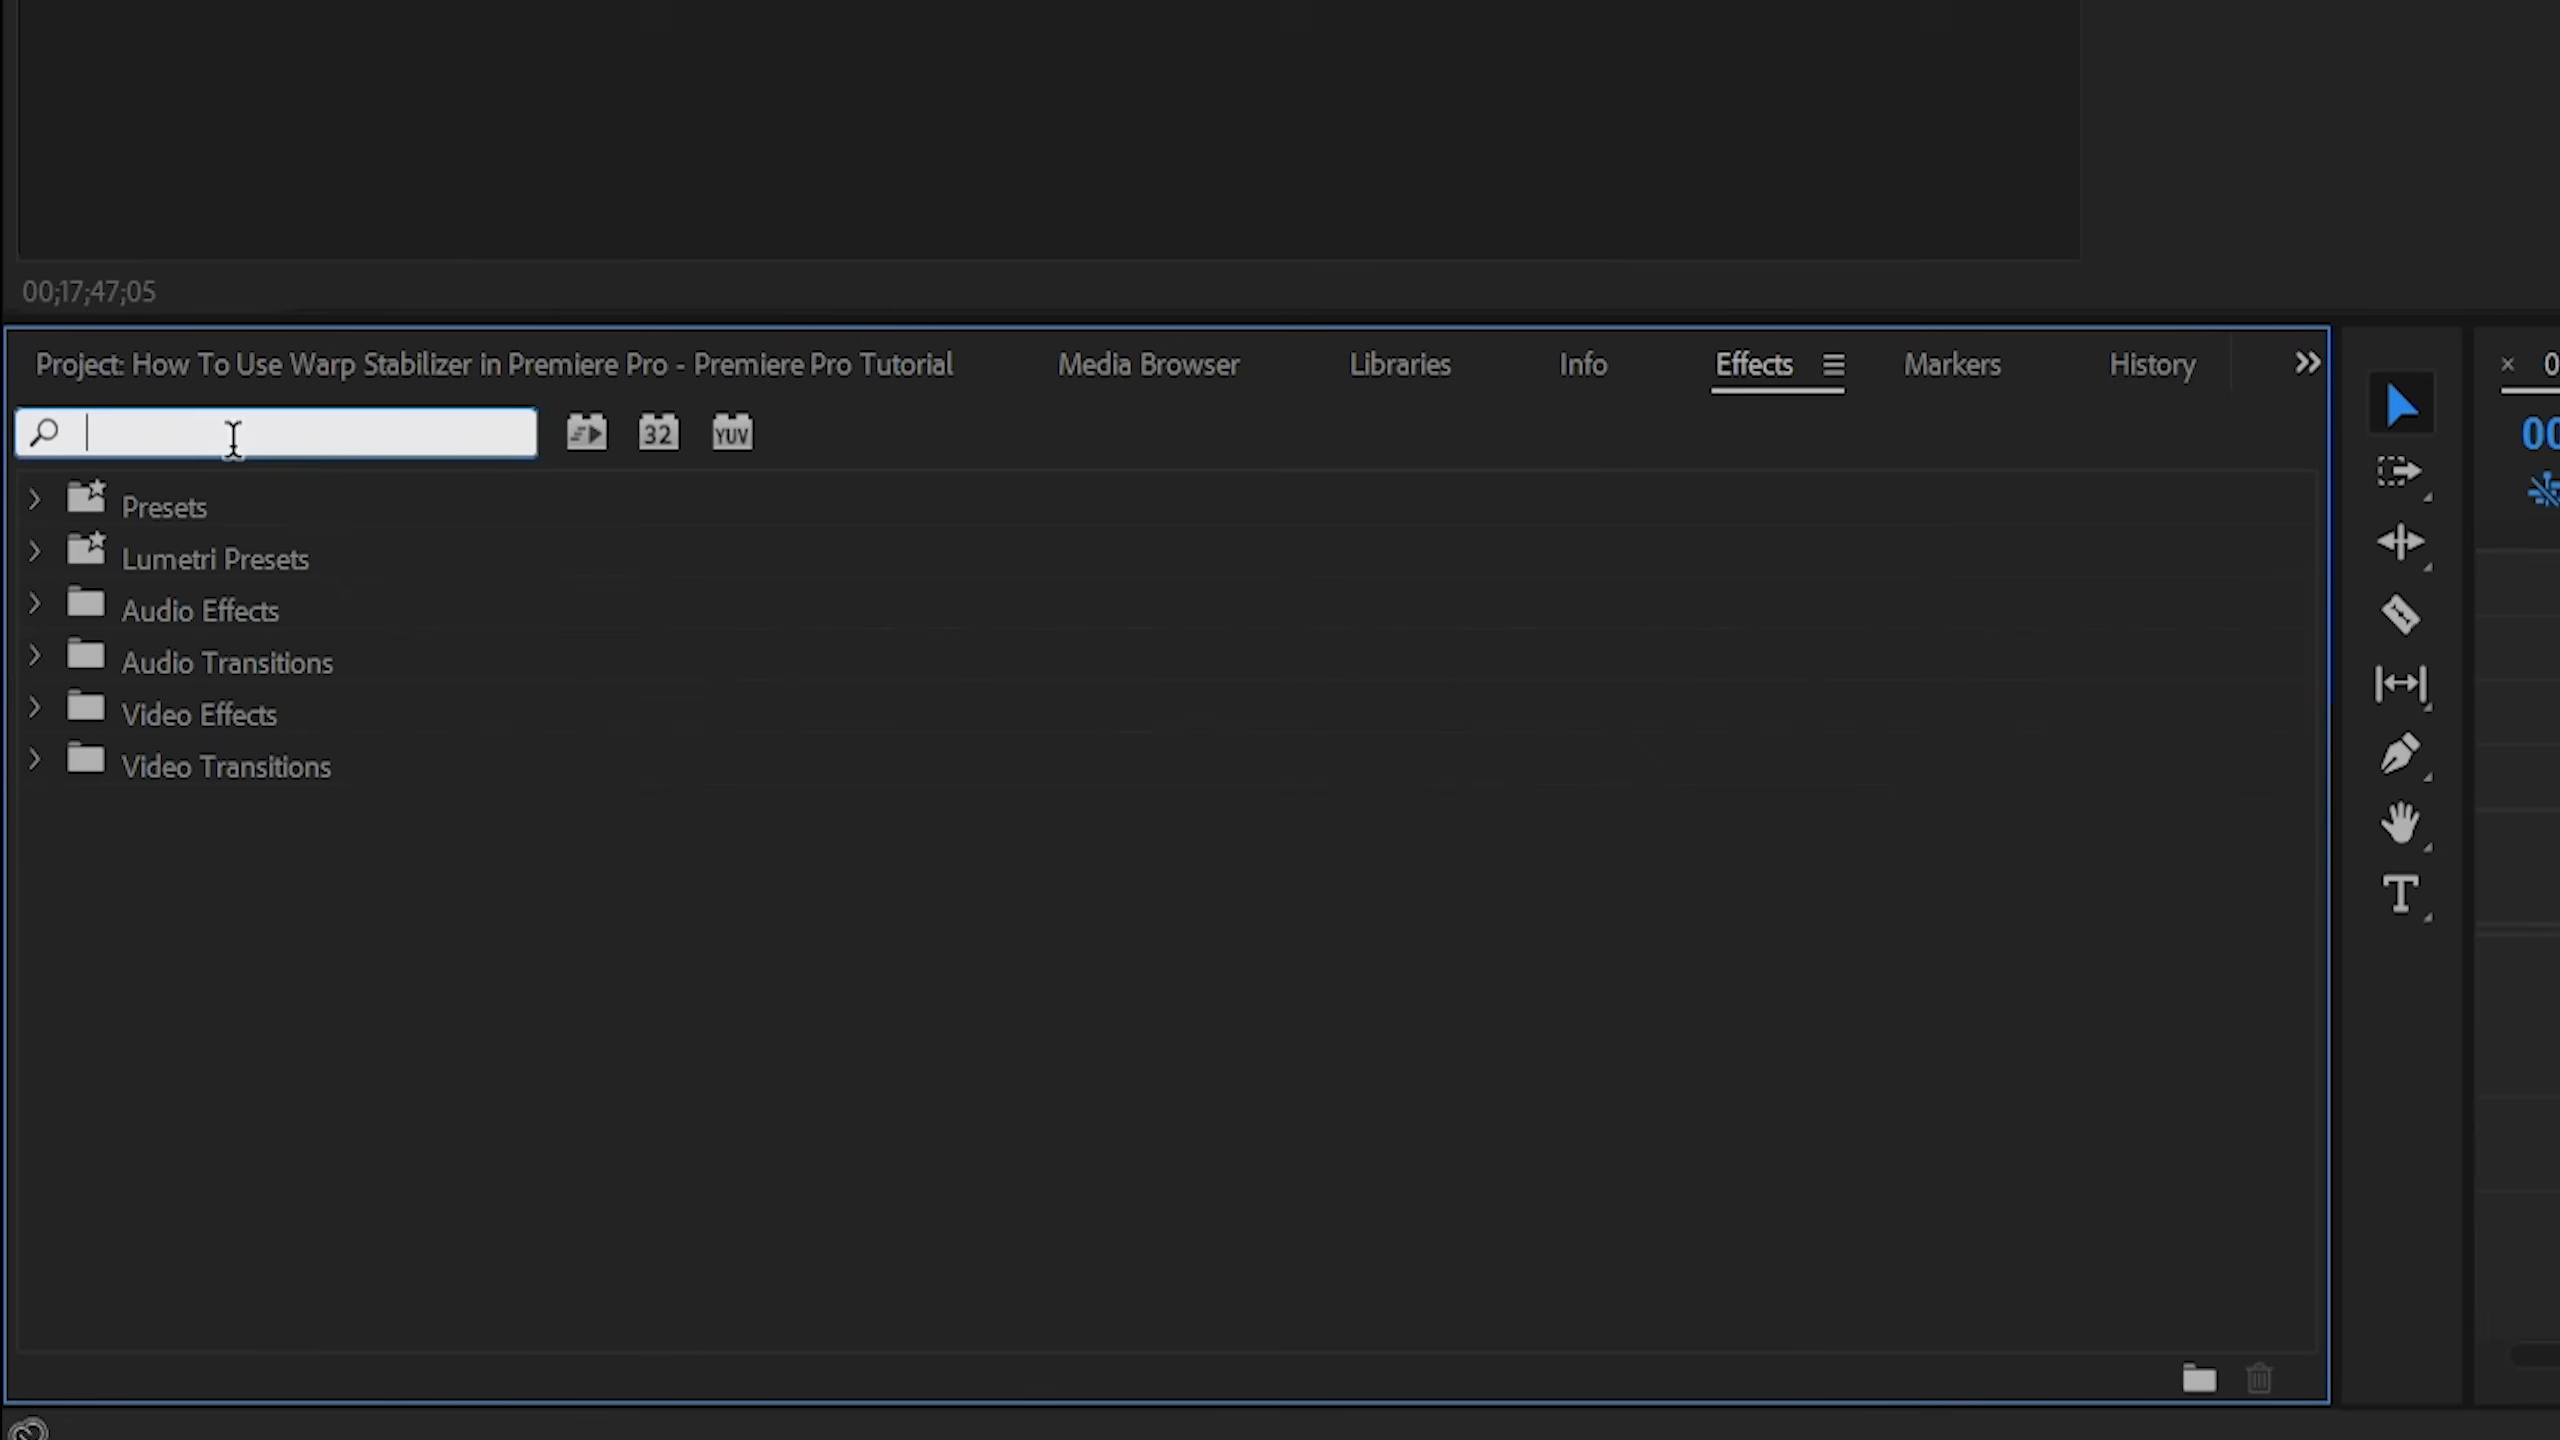 00;17;47;05
Project: How To Use Warp Stabilizer in Premiere Pro - Premiere Pro Tutorial Media Browser Libraries Info Effects Markers History
32 YUV
00
Presets
Lumetri Presets
Audio Effects
Audio Transitions
Video Effects
Video Transitions